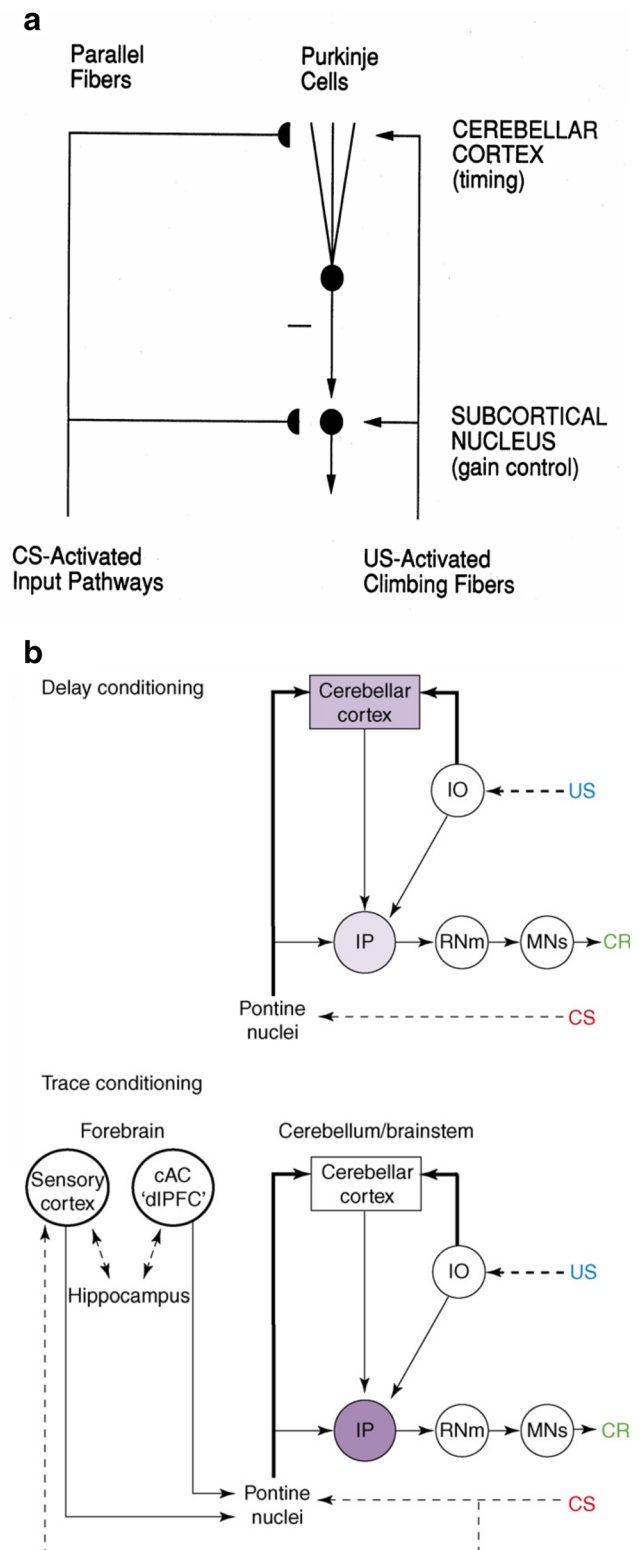 a
Parallel
Fibers
Purkinje
Cells
CEREBELLAR
CORTEX
(timing)
—
SUBCORTICAL
NUCLEUS
(gain control)
CS-Activated
Input Pathways
US-Activated
Climbing Fibers
b
Delay conditioning
Cerebellar
cortex
IO
US
IP
RNm
MNs
CR
Pontine
nuclei
CS
Trace conditioning
Forebrain
Cerebellum/brainstem
Sensory
cortex
cAC
'dlPFC'
Cerebellar
cortex
IO
US
Hippocampus
IP
RNm
MNs
CR
Pontine
nuclei
CS